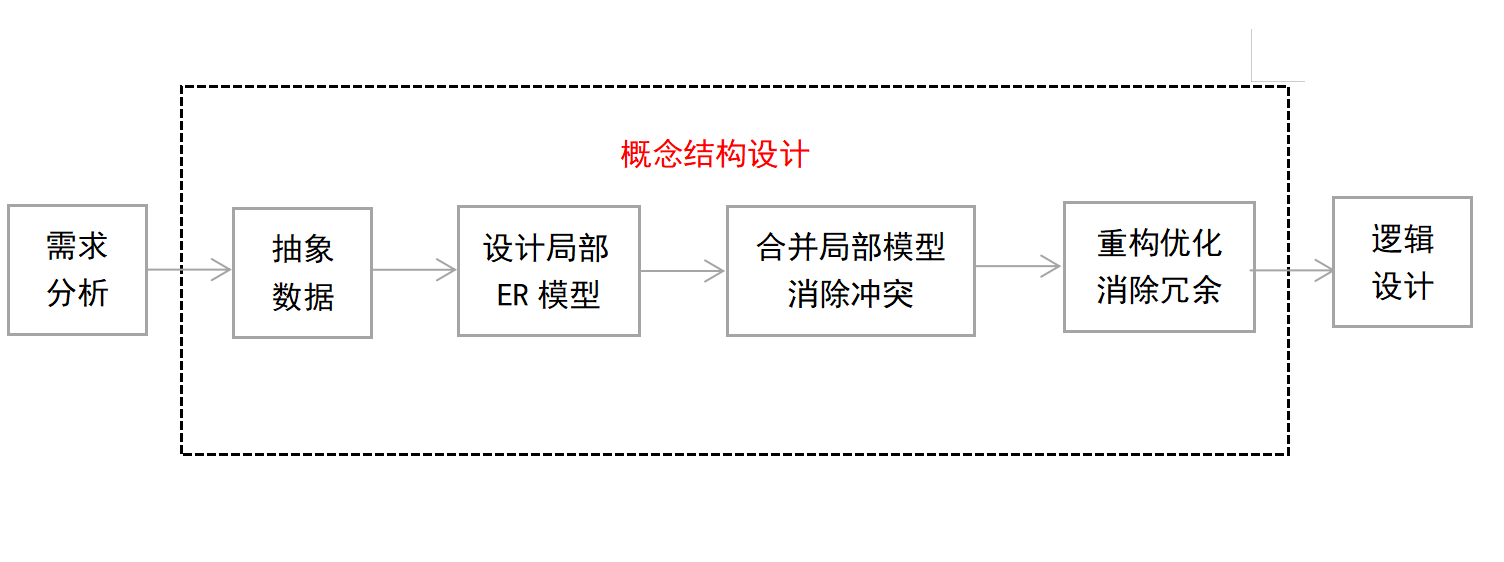 概念结构设计
需求
分析
抽象
数据
设计局部
ER 模型
合并局部模型
消除冲突
重构优化
消除冗余
逻辑
设计